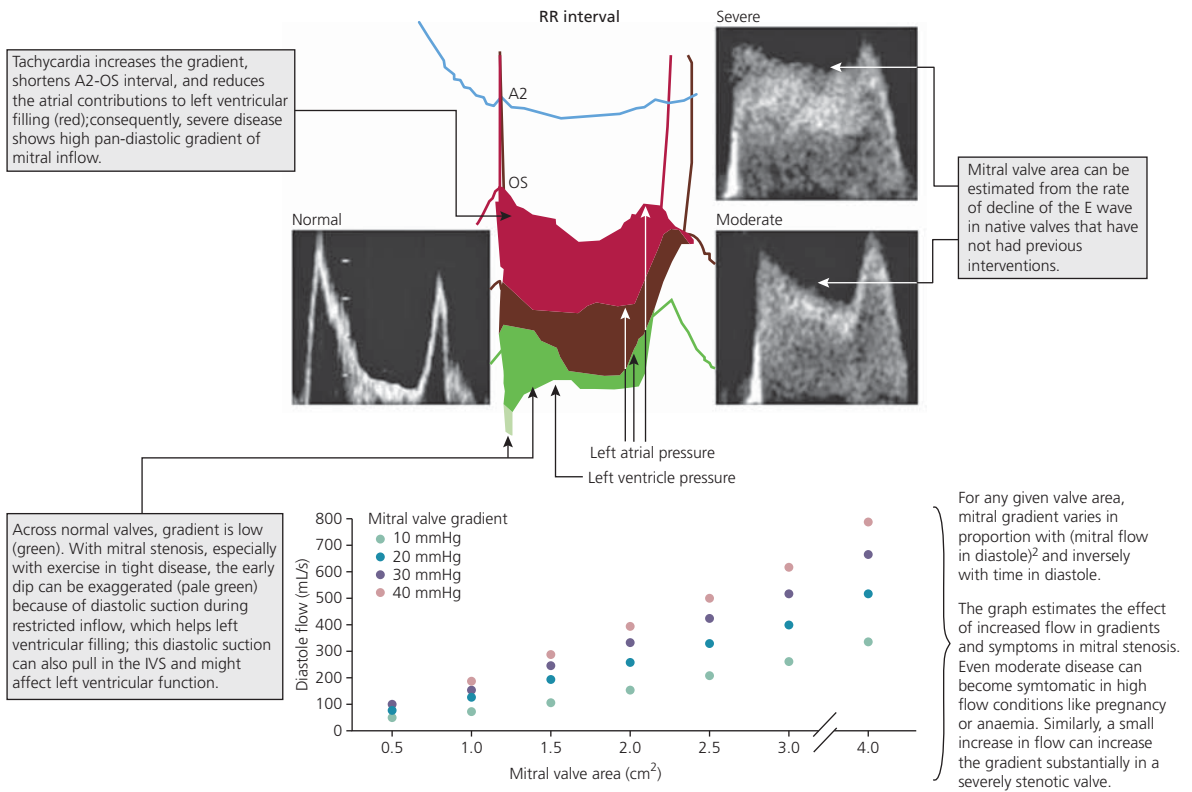 RR interval
Tachycardia increases the gradient,
shortens A2-OS interval, and reduces
the atrial contributions to left ventricular
filling (red);consequently, severe disease
shows high pan-diastolic gradient of
mitral inflow.
A2
OS
Severe
Normal
Moderate
Mitral valve area can be
estimated from the rate
of decline of the E wave
in native valves that have
not had previous
interventions.
Left atrial pressure
Left ventricle pressure
Across normal valves, gradient is low
(green). With mitral stenosis, especially
with exercise in tight disease, the early
dip can be exaggerated (pale green)
because of diastolic suction during
restricted inflow, which helps left
ventricular filling; this diastolic suction
can also pull in the IVS and might
affect left ventricular function.
Diastole flow (mL/s)
800
700
600
500
400
300
200
100
0
Mitral valve gradient
10 mmHg
20 mmHg
30 mmHg
40 mmHg
0.5 1.0 1.5 2.0 2.5 3.0 4.0
Mitral valve area (cm²)
For any given valve area,
mitral gradient varies in
proportion with (mitral flow
in diastole)² and inversely
with time in diastole.
The graph estimates the effect
of increased flow in gradients
and symptoms in mitral stenosis.
Even moderate disease can
become symtomatic in high
flow conditions like pregnancy
or anaemia. Similarly, a small
increase in flow can increase
the gradient substantially in a
severely stenotic valve.